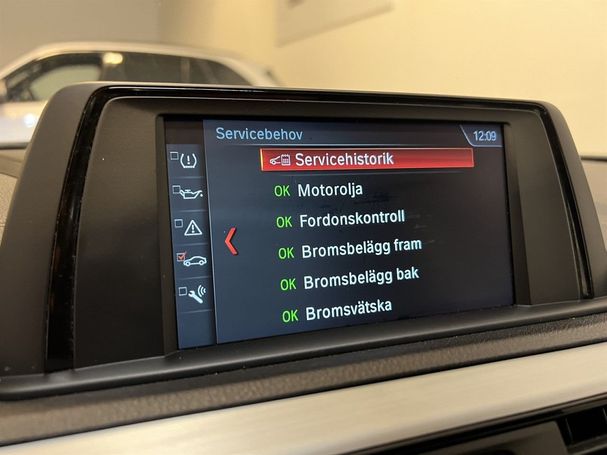 Servicebehov
12:09
Servicehistorik
OK Motorolja
OK Fordonskontroll
OK Bromsbelägg fram
OK Bromsbelägg bak
OK Bromsvätska